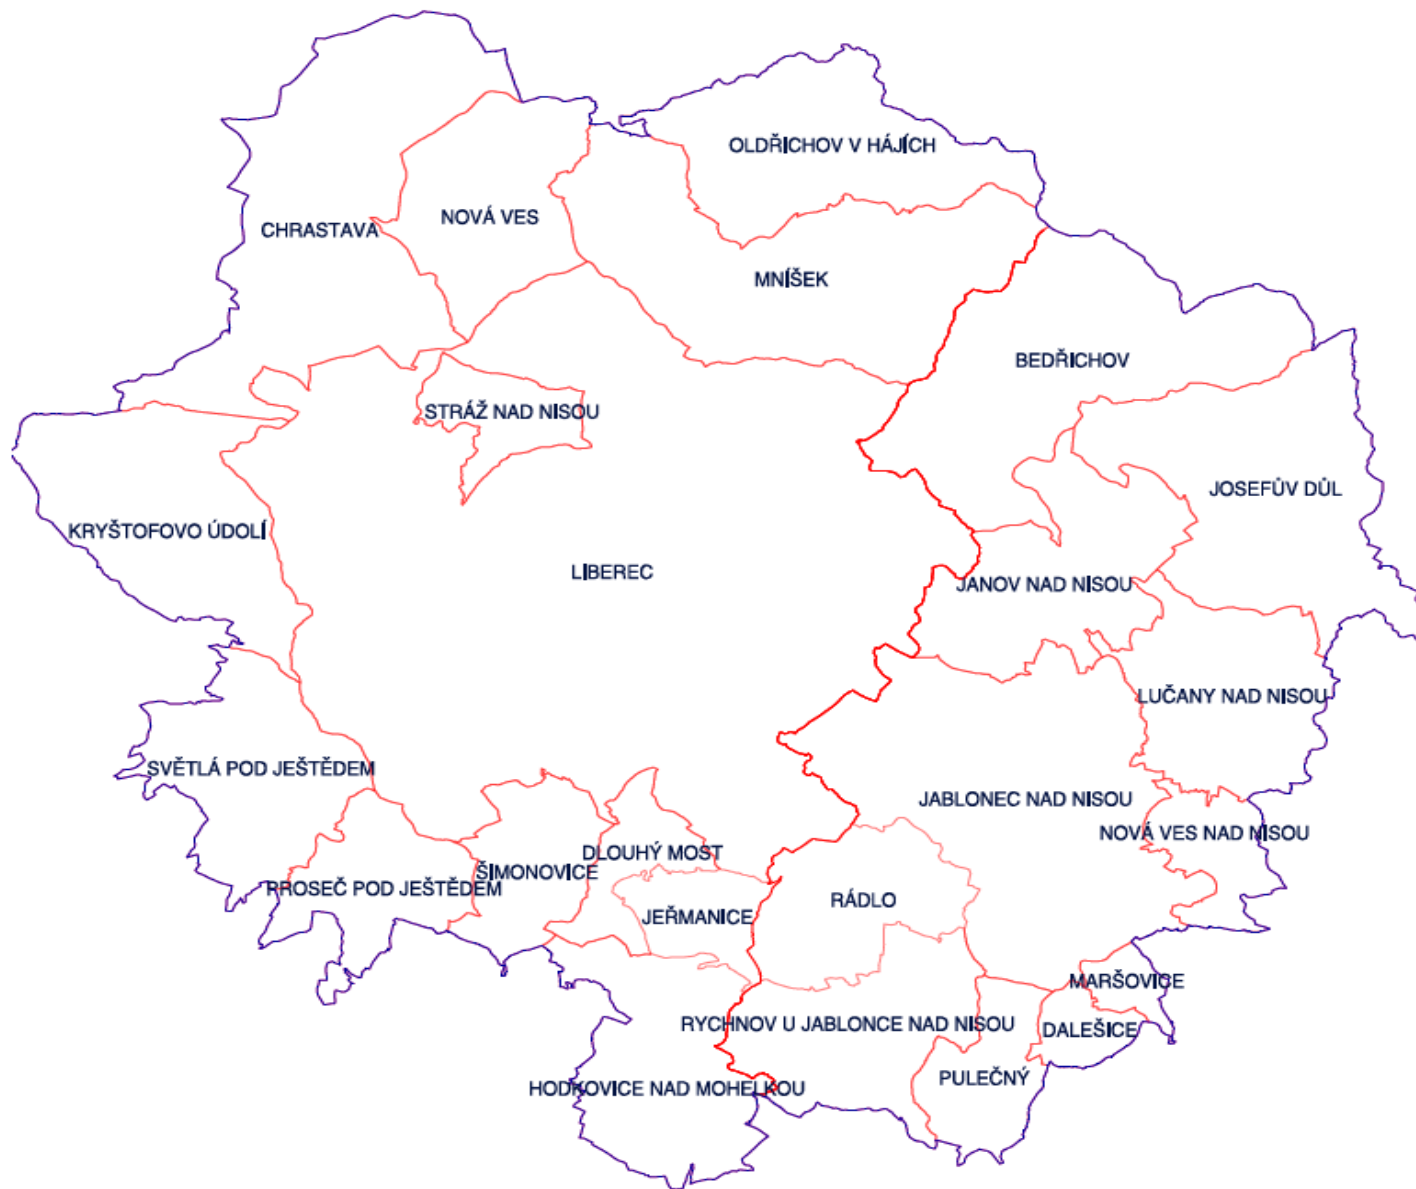 OLDŘICHOV V HÁJÍCH
NOVÁ VES
CHRASTAVA
MNÍŠEK
BEDŘICHOV
STRÁŽ NAD NISOU
JOSEFŮV DŮL
KRYŠTOFOVO ÚDOLÍ
LIBEREC
JANOV NAD NISOU
LUČANY NAD NISOU
SVĚTLÁ POD JEŠTĚDEM
JABLONEC NAD NISOU
NOVÁ VES NAD NISOU
DLOUHÝ MOST
ŠIMONOVICE
PROSEČ POD JEŠTĚDEM
RÁDLO
JEŘMANICE
MARŠOVICE
RYCHNOV U JABLONCE NAD NISOU
DALEŠICE
PULEČNÝ
HODKOVICE NAD MOHELKOU